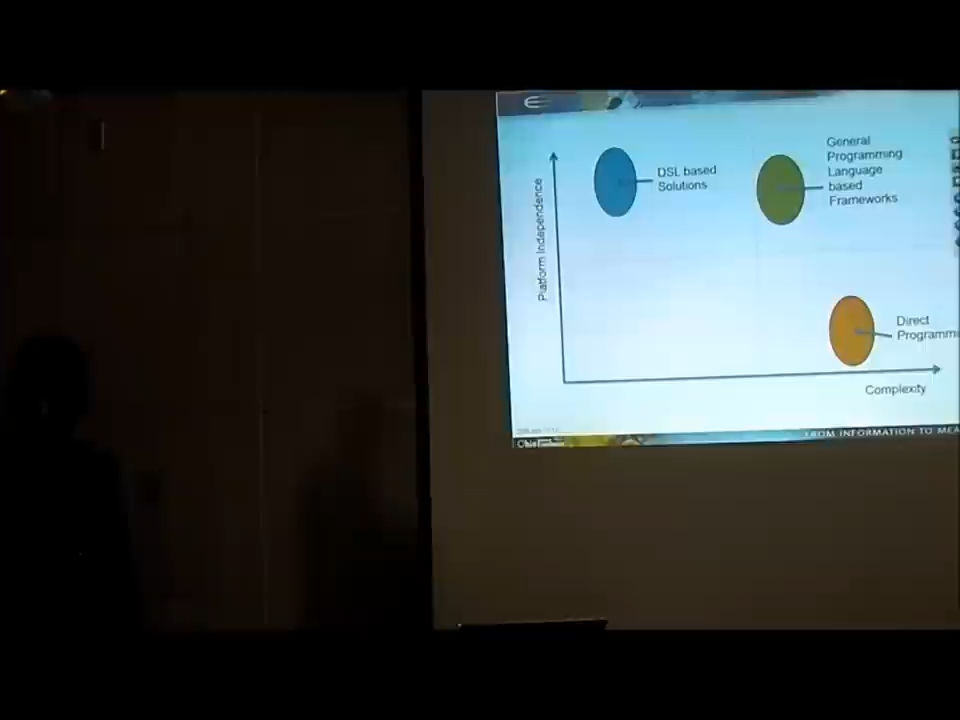 Platform Independence
DSL based
Solutions
General
Programming
Language
based
Frameworks
Direct
Programmi
Complexity
FROM INFORMATION TO MEA